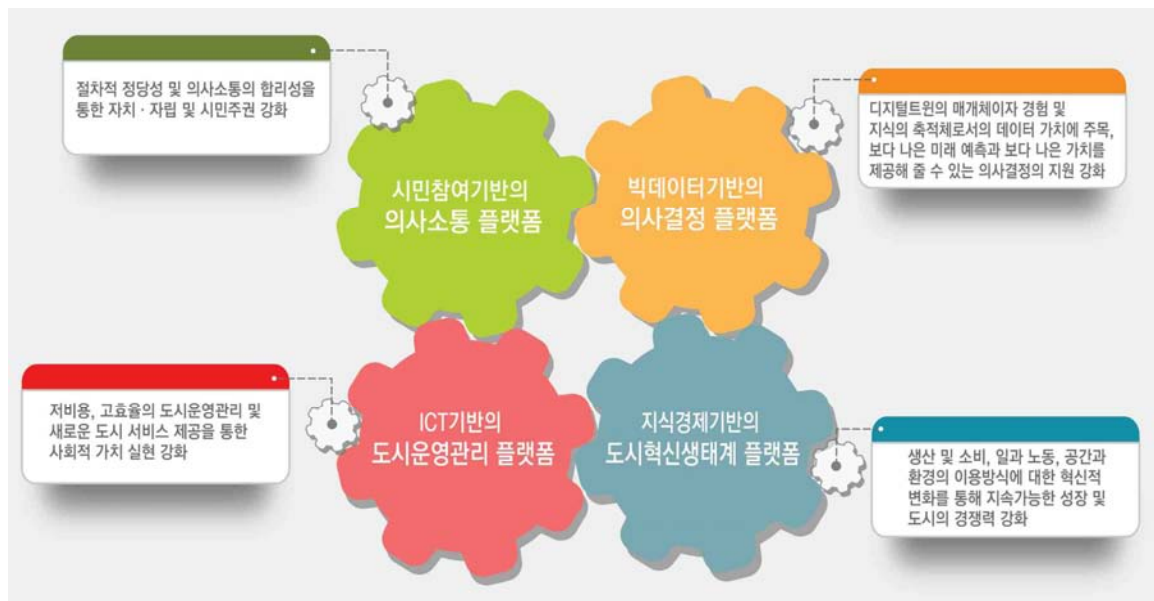 절차적 정당성 및 의사소통의 합리성을
통한 자치 · 자립 및 시민주권 강화
시민참여기반의
의사소통 플랫폼
빅데이터기반의
의사결정 플랫폼
디지털트윈의 매개체이자 경험 및
지식의 축적체로서의 데이터 가치에 주목,
보다 나은 미래 예측과 보다 나은 가치를
제공해 줄 수 있는 의사결정의 지원 강화
저비용, 고효율의 도시운영관리 및
새로운 도시 서비스 제공을 통한
사회적 가치 실현 강화
ICT기반의
도시운영관리 플랫폼
지식경제기반의
도시혁신생태계 플랫폼
생산 및 소비, 일과 노동, 공간과
환경의 이용방식에 대한 혁신적
변화를 통해 지속가능한 성장 및
도시의 경쟁력 강화